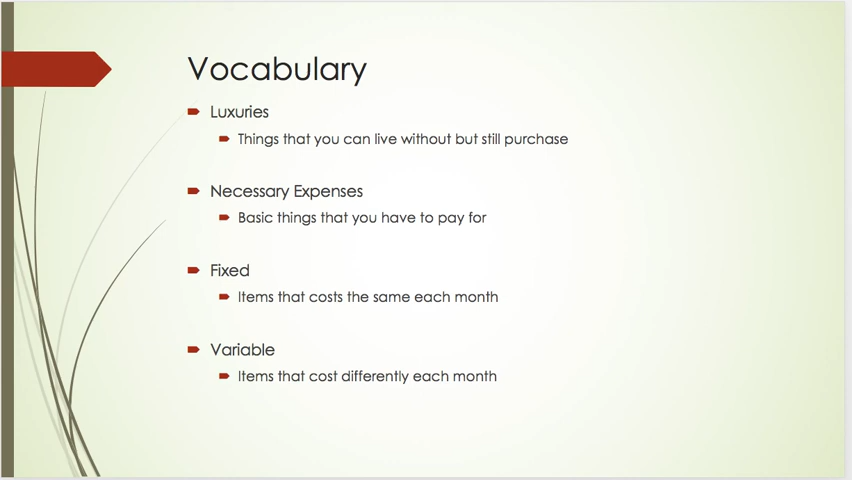 Vocabulary
Luxuries
Things that you can live without but still purchase
Necessary Expenses
Basic things that you have to pay for
Fixed
Items that costs the same each month
Variable
Items that cost differently each month